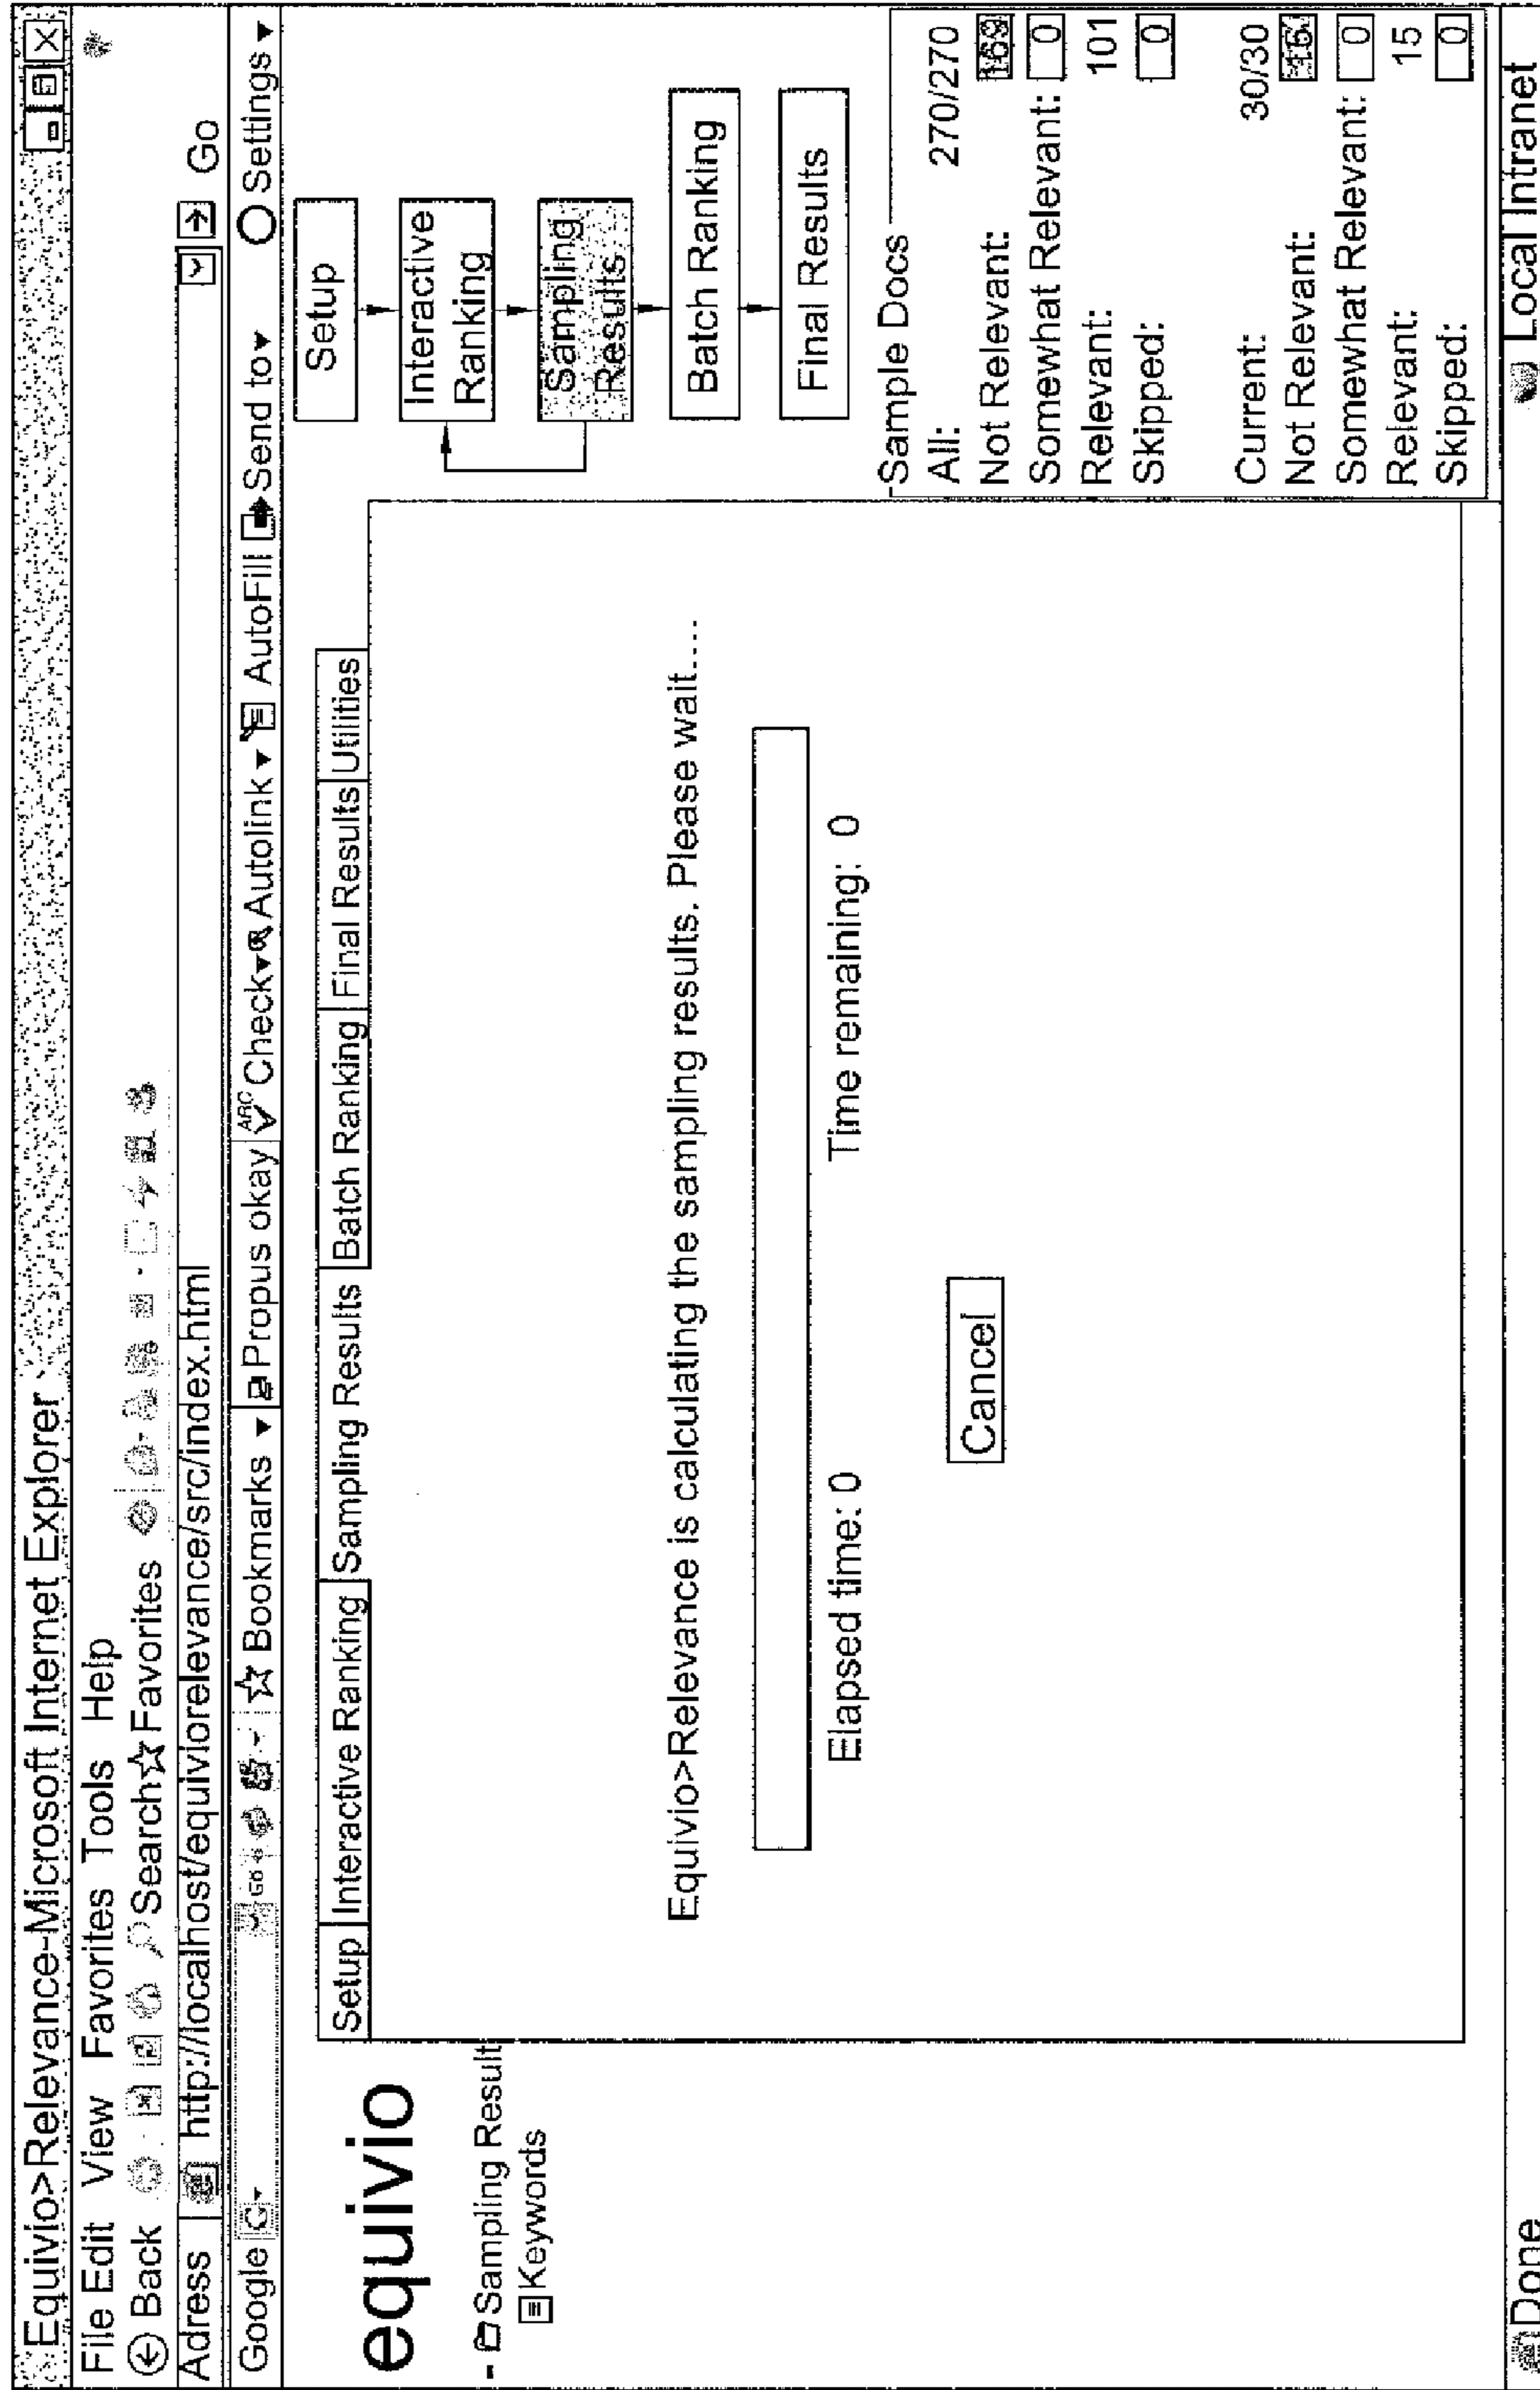 Equivio>Relevance-Microsoft Internet Explorer
File Edit View Favorites Tools Help
Back Search Favorites
Adress http://localhost/equiviorelevance/src/index.html Go
Google G Go Bookmarks Propus okay ABC Check Autolink AutoFill Send to Settings
equivio
- Sampling Result
Keywords
Setup Interactive Ranking Sampling Results Batch Ranking Final Results Utilities
Equivio>Relevance is calculating the sampling results. Please wait....
Elapsed time: 0 Time remaining: 0
Cancel
Setup
Interactive
Ranking
Sampling
Results
Batch Ranking
Final Results
Sample Docs
All: 270/270
Not Relevant: 169
Somewhat Relevant: 0
Relevant: 101
Skipped: 0
Current: 30/30
Not Relevant:
Somewhat Relevant: 0
Relevant: 15
Skipped: 0
Done Local Intranet